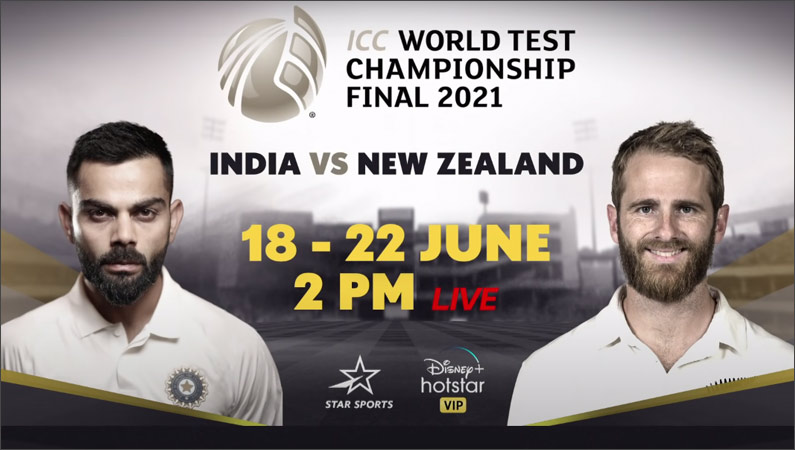 ICC WORLD TEST
CHAMPIONSHIP
FINAL 2021
®
INDIA VS NEW ZEALAND
18 - 22 JUNE
2 PM LIVE
STAR SPORTS
Disney+
hotstar
VIP